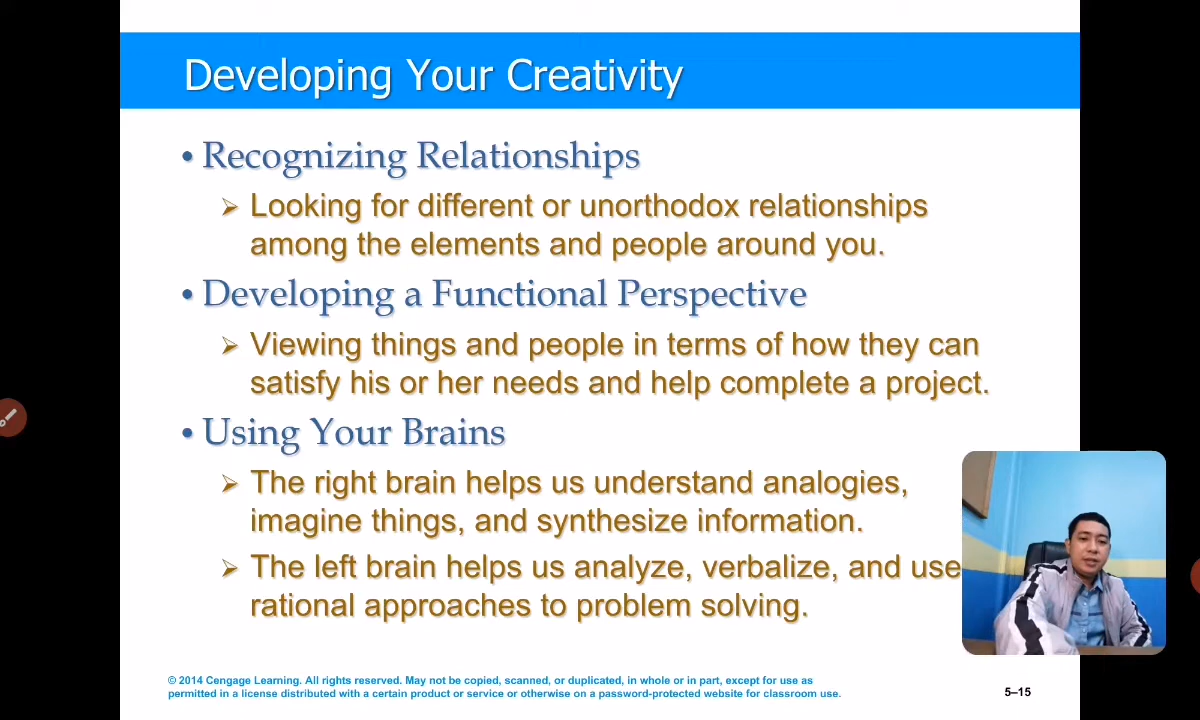 Developing Your Creativity
• Recognizing Relationships
➢ Looking for different or unorthodox relationships
among the elements and people around you.
• Developing a Functional Perspective
➢ Viewing things and people in terms of how they can
satisfy his or her needs and help complete a project.
• Using Your Brains
➢ The right brain helps us understand analogies,
imagine things, and synthesize information.
➢ The left brain helps us analyze, verbalize, and use
rational approaches to problem solving.
© 2014 Cengage Learning. All rights reserved. May not be copied, scanned, or duplicated, in whole or in part, except for use as
permitted in a license distributed with a certain product or service or otherwise on a password-protected website for classroom use.
5–15